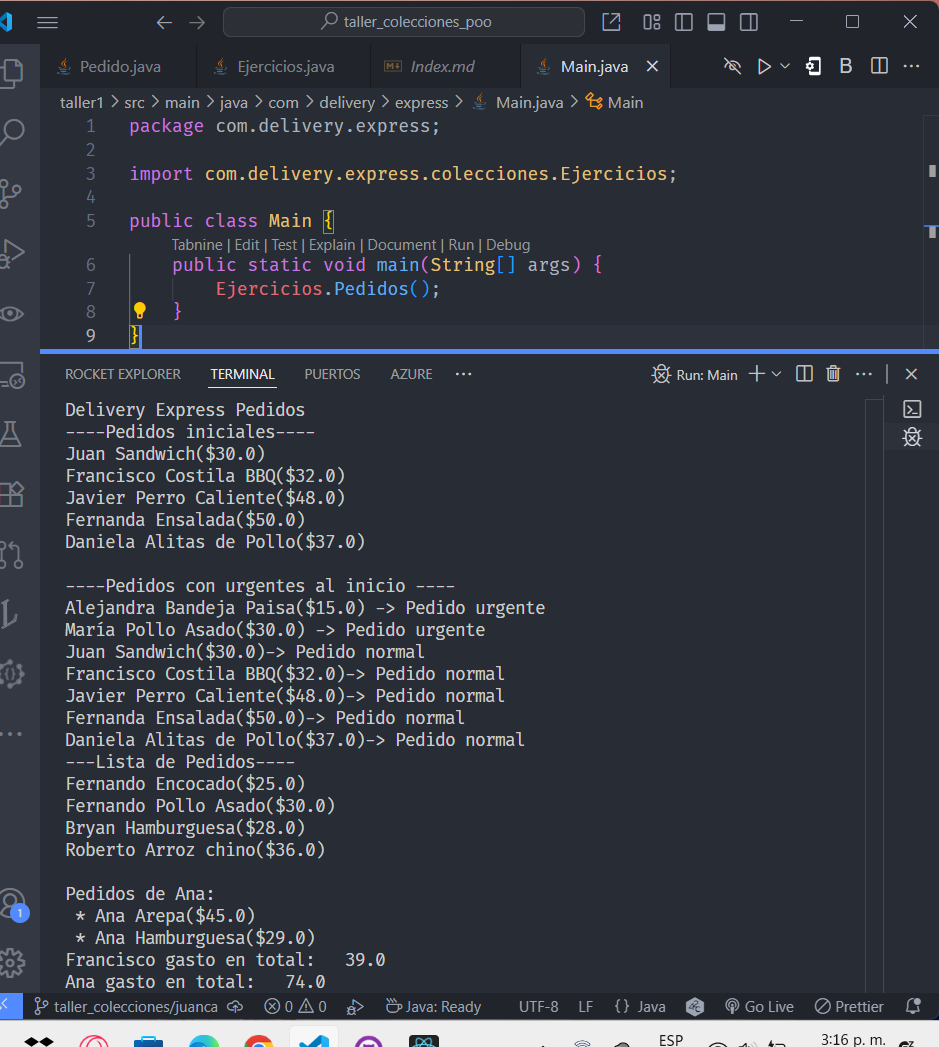 taller_colecciones_poo
Pedido.java Ejercicios.java Index.md Main.java
taller1 > src > main > java > com > delivery > express > Main.java > Main
1 package com.delivery.express;
2
3 import com.delivery.express.colecciones.Ejercicios;
4
5 public class Main {
Tabnine | Edit | Test | Explain | Document | Run | Debug
6 public static void main(String[] args) {
7 Ejercicios.Pedidos();
8 }
9 }
ROCKET EXPLORER TERMINAL PUERTOS AZURE ··· Run: Main
Delivery Express Pedidos
----Pedidos iniciales----
Juan Sandwich($30.0)
Francisco Costila BBQ($32.0)
Javier Perro Caliente($48.0)
Fernanda Ensalada($50.0)
Daniela Alitas de Pollo($37.0)
----Pedidos con urgentes al inicio ----
Alejandra Bandeja Paisa($15.0) -> Pedido urgente
María Pollo Asado($30.0) -> Pedido urgente
Juan Sandwich($30.0)-> Pedido normal
Francisco Costila BBQ($32.0)-> Pedido normal
Javier Perro Caliente($48.0)-> Pedido normal
Fernanda Ensalada($50.0)-> Pedido normal
Daniela Alitas de Pollo($37.0)-> Pedido normal
---Lista de Pedidos----
Fernando Encocado($25.0)
Fernando Pollo Asado($30.0)
Bryan Hamburguesa($28.0)
Roberto Arroz chino($36.0)
Pedidos de Ana:
* Ana Arepa($45.0)
* Ana Hamburguesa($29.0)
Francisco gasto en total: 39.0
Ana gasto en total: 74.0
1
taller_colecciones/juanca 0 0 Java: Ready UTF-8 LF {} Java Go Live Prettier
ESP 3:16 p. m.